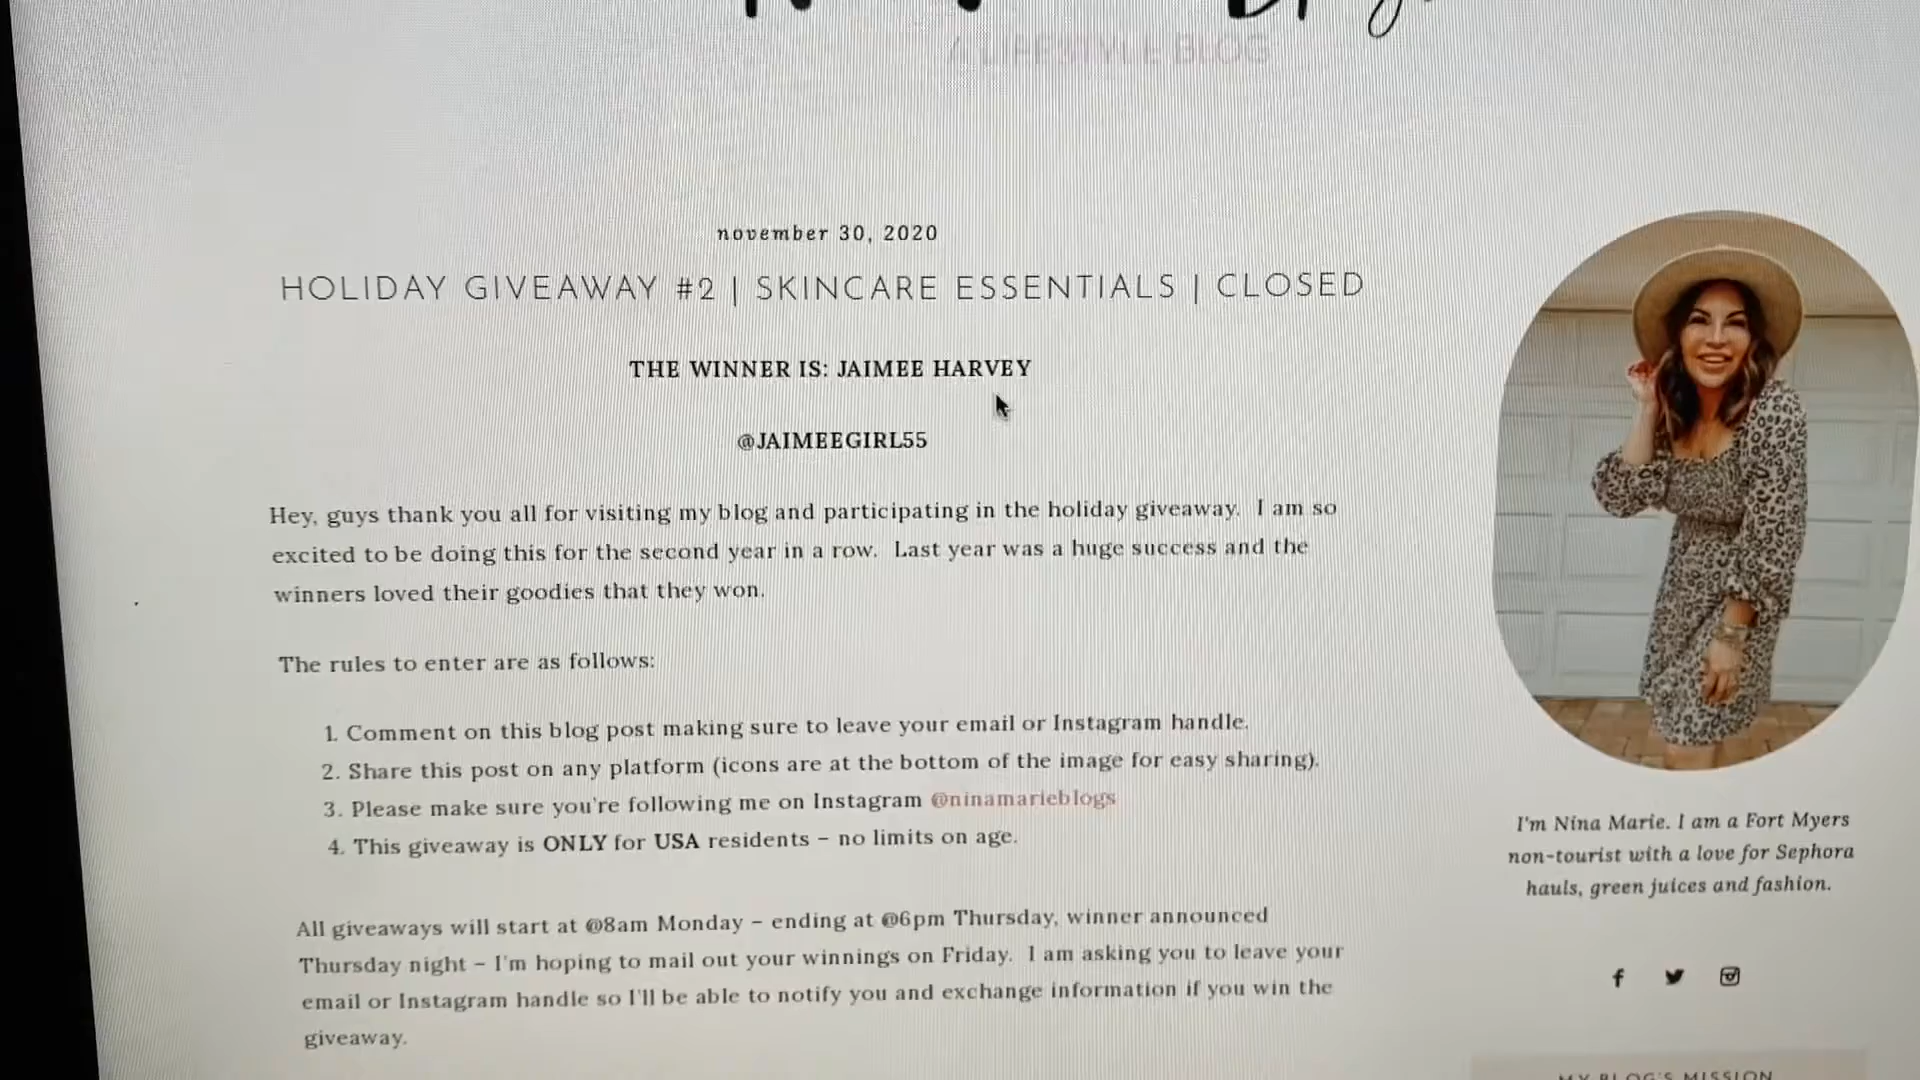 A LIFESTYLE BLOG
november 30, 2020
HOLIDAY GIVEAWAY #2 | SKINCARE ESSENTIALS | CLOSED
THE WINNER IS: JAIMEE HARVEY
@JAIMEEGIRL55
Hey, guys thank you all for visiting my blog and participating in the holiday giveaway.  I am so
excited to be doing this for the second year in a row.  Last year was a huge success and the
winners loved their goodies that they won.
The rules to enter are as follows:
1. Comment on this blog post making sure to leave your email or Instagram handle.
2. Share this post on any platform (icons are at the bottom of the image for easy sharing).
3. Please make sure you're following me on Instagram @ninamarieblogs
4. This giveaway is ONLY for USA residents – no limits on age.
All giveaways will start at @8am Monday – ending at @6pm Thursday, winner announced
Thursday night – I'm hoping to mail out your winnings on Friday.  I am asking you to leave your
email or Instagram handle so I'll be able to notify you and exchange information if you win the
giveaway.
I'm Nina Marie. I am a Fort Myers
non-tourist with a love for Sephora
hauls, green juices and fashion.
MY BLOG'S MISSION